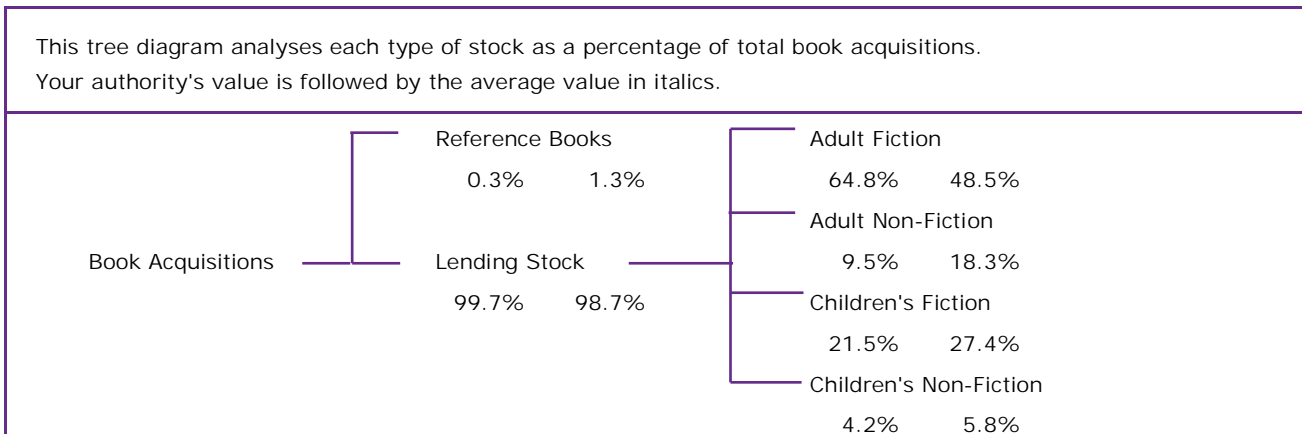 This tree diagram analyses each type of stock as a percentage of total book acquisitions.
Your authority's value is followed by the average value in italics.
Reference Books
0.3% 1.3%
Book Acquisitions
Lending Stock
99.7% 98.7%
Adult Fiction
64.8% 48.5%
Adult Non-Fiction
9.5% 18.3%
Children's Fiction
21.5% 27.4%
Children's Non-Fiction
4.2% 5.8%